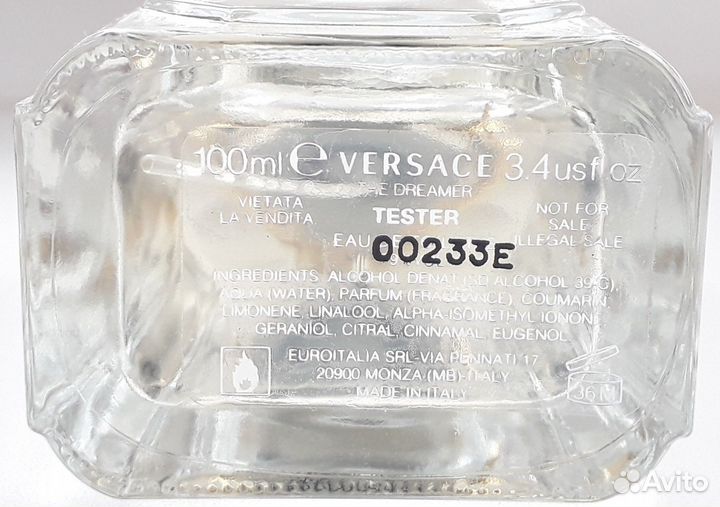 100ml e VERSACE 3.4us fl oz
THE DREAMER
VIETATA LA VENDITA
TESTER
NOT FOR SALE
ILLEGAL SALE
EAU
00233E
INGREDIENTS: ALCOHOL DENAT (SD ALCOHOL 39-C),
AQUA (WATER), PARFUM (FRAGRANCE), COUMARIN
LIMONENE, LINALOOL, ALPHA-ISOMETHYL IONONE
GERANIOL, CITRAL, CINNAMAL, EUGENOL
EUROITALIA SRL-VIA PENNATI 17
20900 MONZA (MB)-ITALY
MADE IN ITALY
36M
Avito